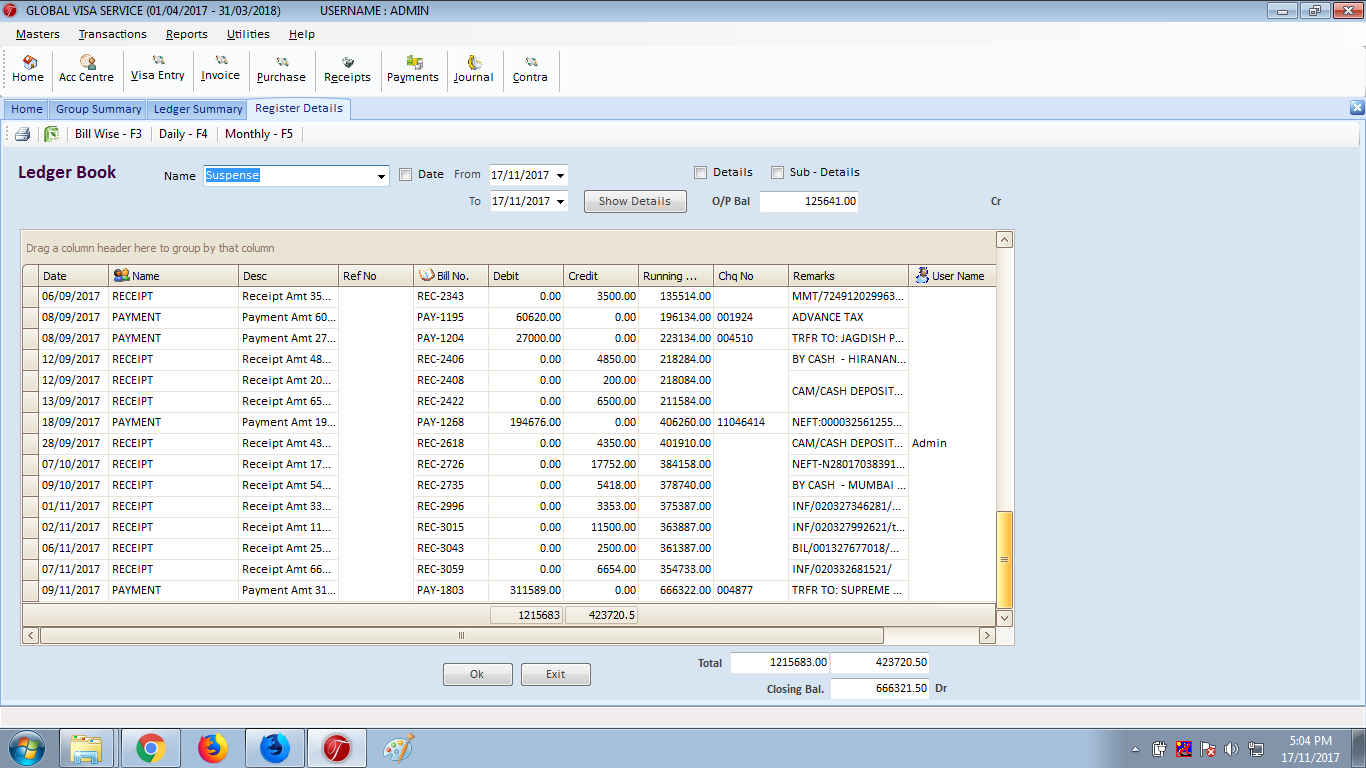 GLOBAL VISA SERVICE (01/04/2017 - 31/03/2018) USERNAME : ADMIN
Masters Transactions Reports Utilities Help
Home Acc Centre Visa Entry Invoice Purchase Receipts Payments Journal Contra
Home Group Summary Ledger Summary Register Details
Bill Wise - F3 Daily - F4 Monthly - F5
Ledger Book Name Suspense Date From 17/11/2017 Details Sub - Details
To 17/11/2017 Show Details O/P Bal 125641.00 Cr
Drag a column header here to group by that column
Date Name Desc Ref No Bill No. Debit Credit Running ... Chq No Remarks User Name
06/09/2017 RECEIPT Receipt Amt 35... REC-2343 0.00 3500.00 135514.00 MMT/724912029963...
08/09/2017 PAYMENT Payment Amt 60... PAY-1195 60620.00 0.00 196134.00 001924 ADVANCE TAX
08/09/2017 PAYMENT Payment Amt 27... PAY-1204 27000.00 0.00 223134.00 004510 TRFR TO: JAGDISH P...
12/09/2017 RECEIPT Receipt Amt 48... REC-2406 0.00 4850.00 218284.00 BY CASH - HIRANAN...
12/09/2017 RECEIPT Receipt Amt 20... REC-2408 0.00 200.00 218084.00
CAM/CASH DEPOSIT...
13/09/2017 RECEIPT Receipt Amt 65... REC-2422 0.00 6500.00 211584.00
18/09/2017 PAYMENT Payment Amt 19... PAY-1268 194676.00 0.00 406260.00 11046414 NEFT:000032561255...
28/09/2017 RECEIPT Receipt Amt 43... REC-2618 0.00 4350.00 401910.00 CAM/CASH DEPOSIT... Admin
07/10/2017 RECEIPT Receipt Amt 17... REC-2726 0.00 17752.00 384158.00 NEFT-N28017038391...
09/10/2017 RECEIPT Receipt Amt 54... REC-2735 0.00 5418.00 378740.00 BY CASH - MUMBAI ...
01/11/2017 RECEIPT Receipt Amt 33... REC-2996 0.00 3353.00 375387.00 INF/020327346281/...
02/11/2017 RECEIPT Receipt Amt 11... REC-3015 0.00 11500.00 363887.00 INF/020327992621/t...
06/11/2017 RECEIPT Receipt Amt 25... REC-3043 0.00 2500.00 361387.00 BIL/001327677018/...
07/11/2017 RECEIPT Receipt Amt 66... REC-3059 0.00 6654.00 354733.00 INF/020332681521/
09/11/2017 PAYMENT Payment Amt 31... PAY-1803 311589.00 0.00 666322.00 004877 TRFR TO: SUPREME ...
1215683 423720.5
Total 1215683.00 423720.50
Ok Exit
Closing Bal. 666321.50 Dr
5:04 PM
17/11/2017